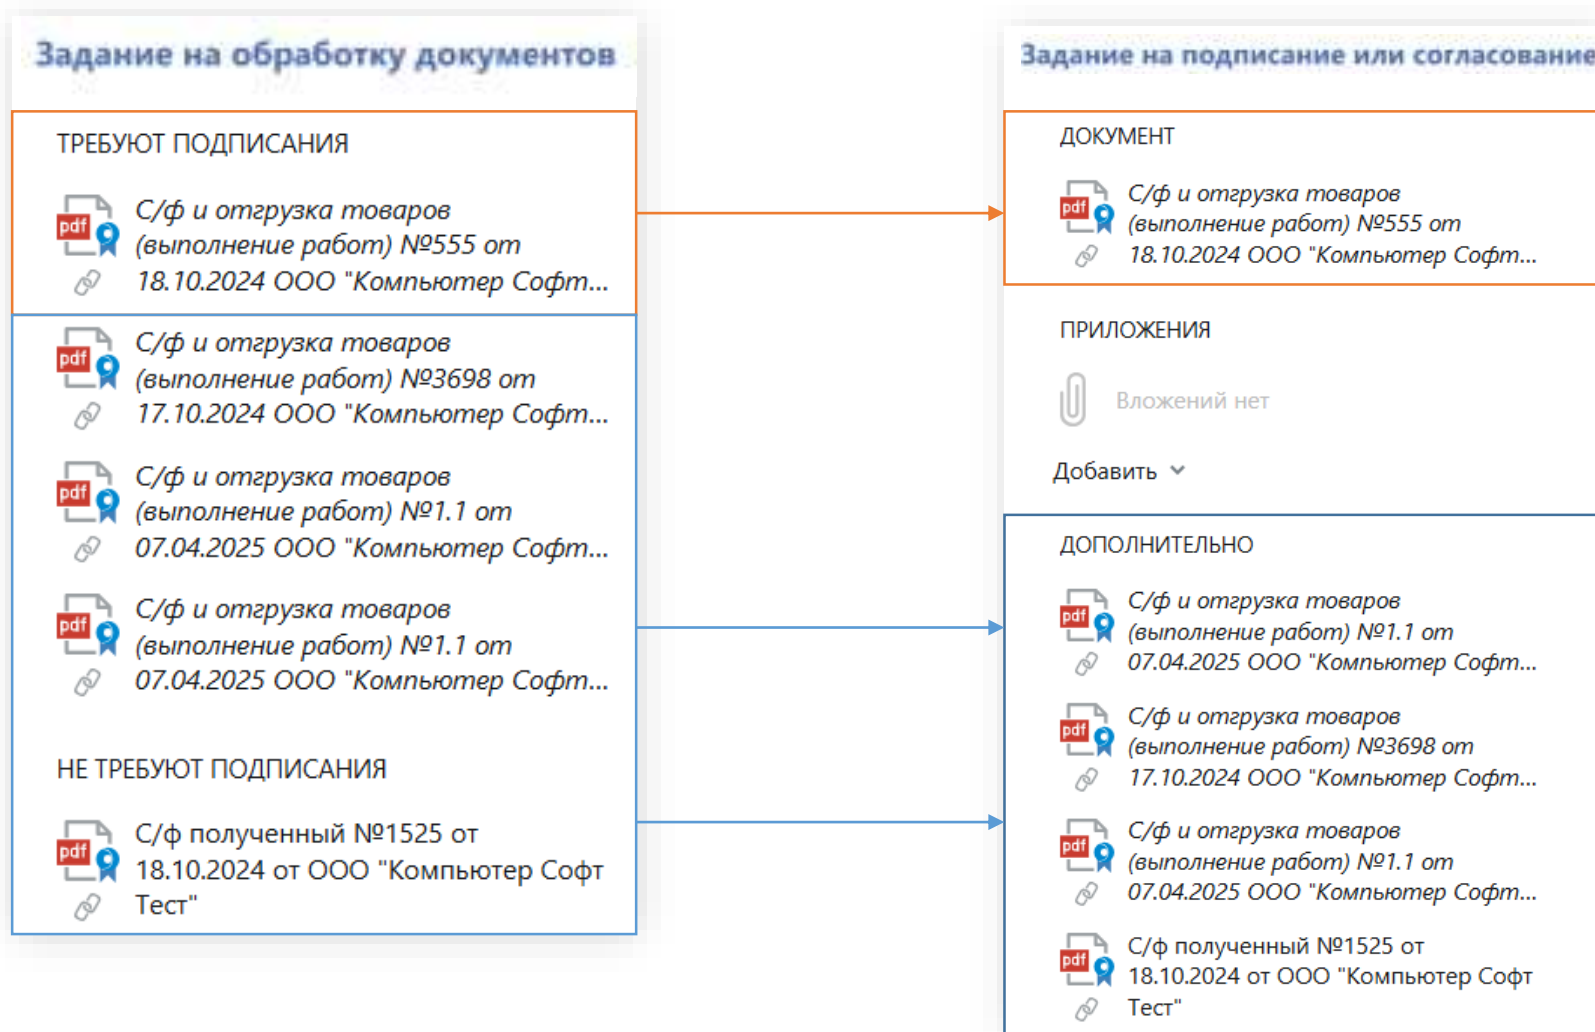 Задание на обработку документов
ТРЕБУЮТ ПОДПИСАНИЯ
pdf
С/ф и отгрузка товаров
(выполнение работ) №555 от
18.10.2024 ООО "Компьютер Софт...
pdf
С/ф и отгрузка товаров
(выполнение работ) №3698 от
17.10.2024 ООО "Компьютер Софт...
pdf
С/ф и отгрузка товаров
(выполнение работ) №1.1 от
07.04.2025 ООО "Компьютер Софт...
pdf
С/ф и отгрузка товаров
(выполнение работ) №1.1 от
07.04.2025 ООО "Компьютер Софт...
НЕ ТРЕБУЮТ ПОДПИСАНИЯ
pdf
С/ф полученный №1525 от
18.10.2024 от ООО "Компьютер Софт
Тест"
Задание на подписание или согласование
ДОКУМЕНТ
pdf
С/ф и отгрузка товаров
(выполнение работ) №555 от
18.10.2024 ООО "Компьютер Софт...
ПРИЛОЖЕНИЯ
Вложений нет
Добавить
ДОПОЛНИТЕЛЬНО
pdf
С/ф и отгрузка товаров
(выполнение работ) №1.1 от
07.04.2025 ООО "Компьютер Софт...
pdf
С/ф и отгрузка товаров
(выполнение работ) №3698 от
17.10.2024 ООО "Компьютер Софт...
pdf
С/ф и отгрузка товаров
(выполнение работ) №1.1 от
07.04.2025 ООО "Компьютер Софт...
pdf
С/ф полученный №1525 от
18.10.2024 от ООО "Компьютер Софт
Тест"